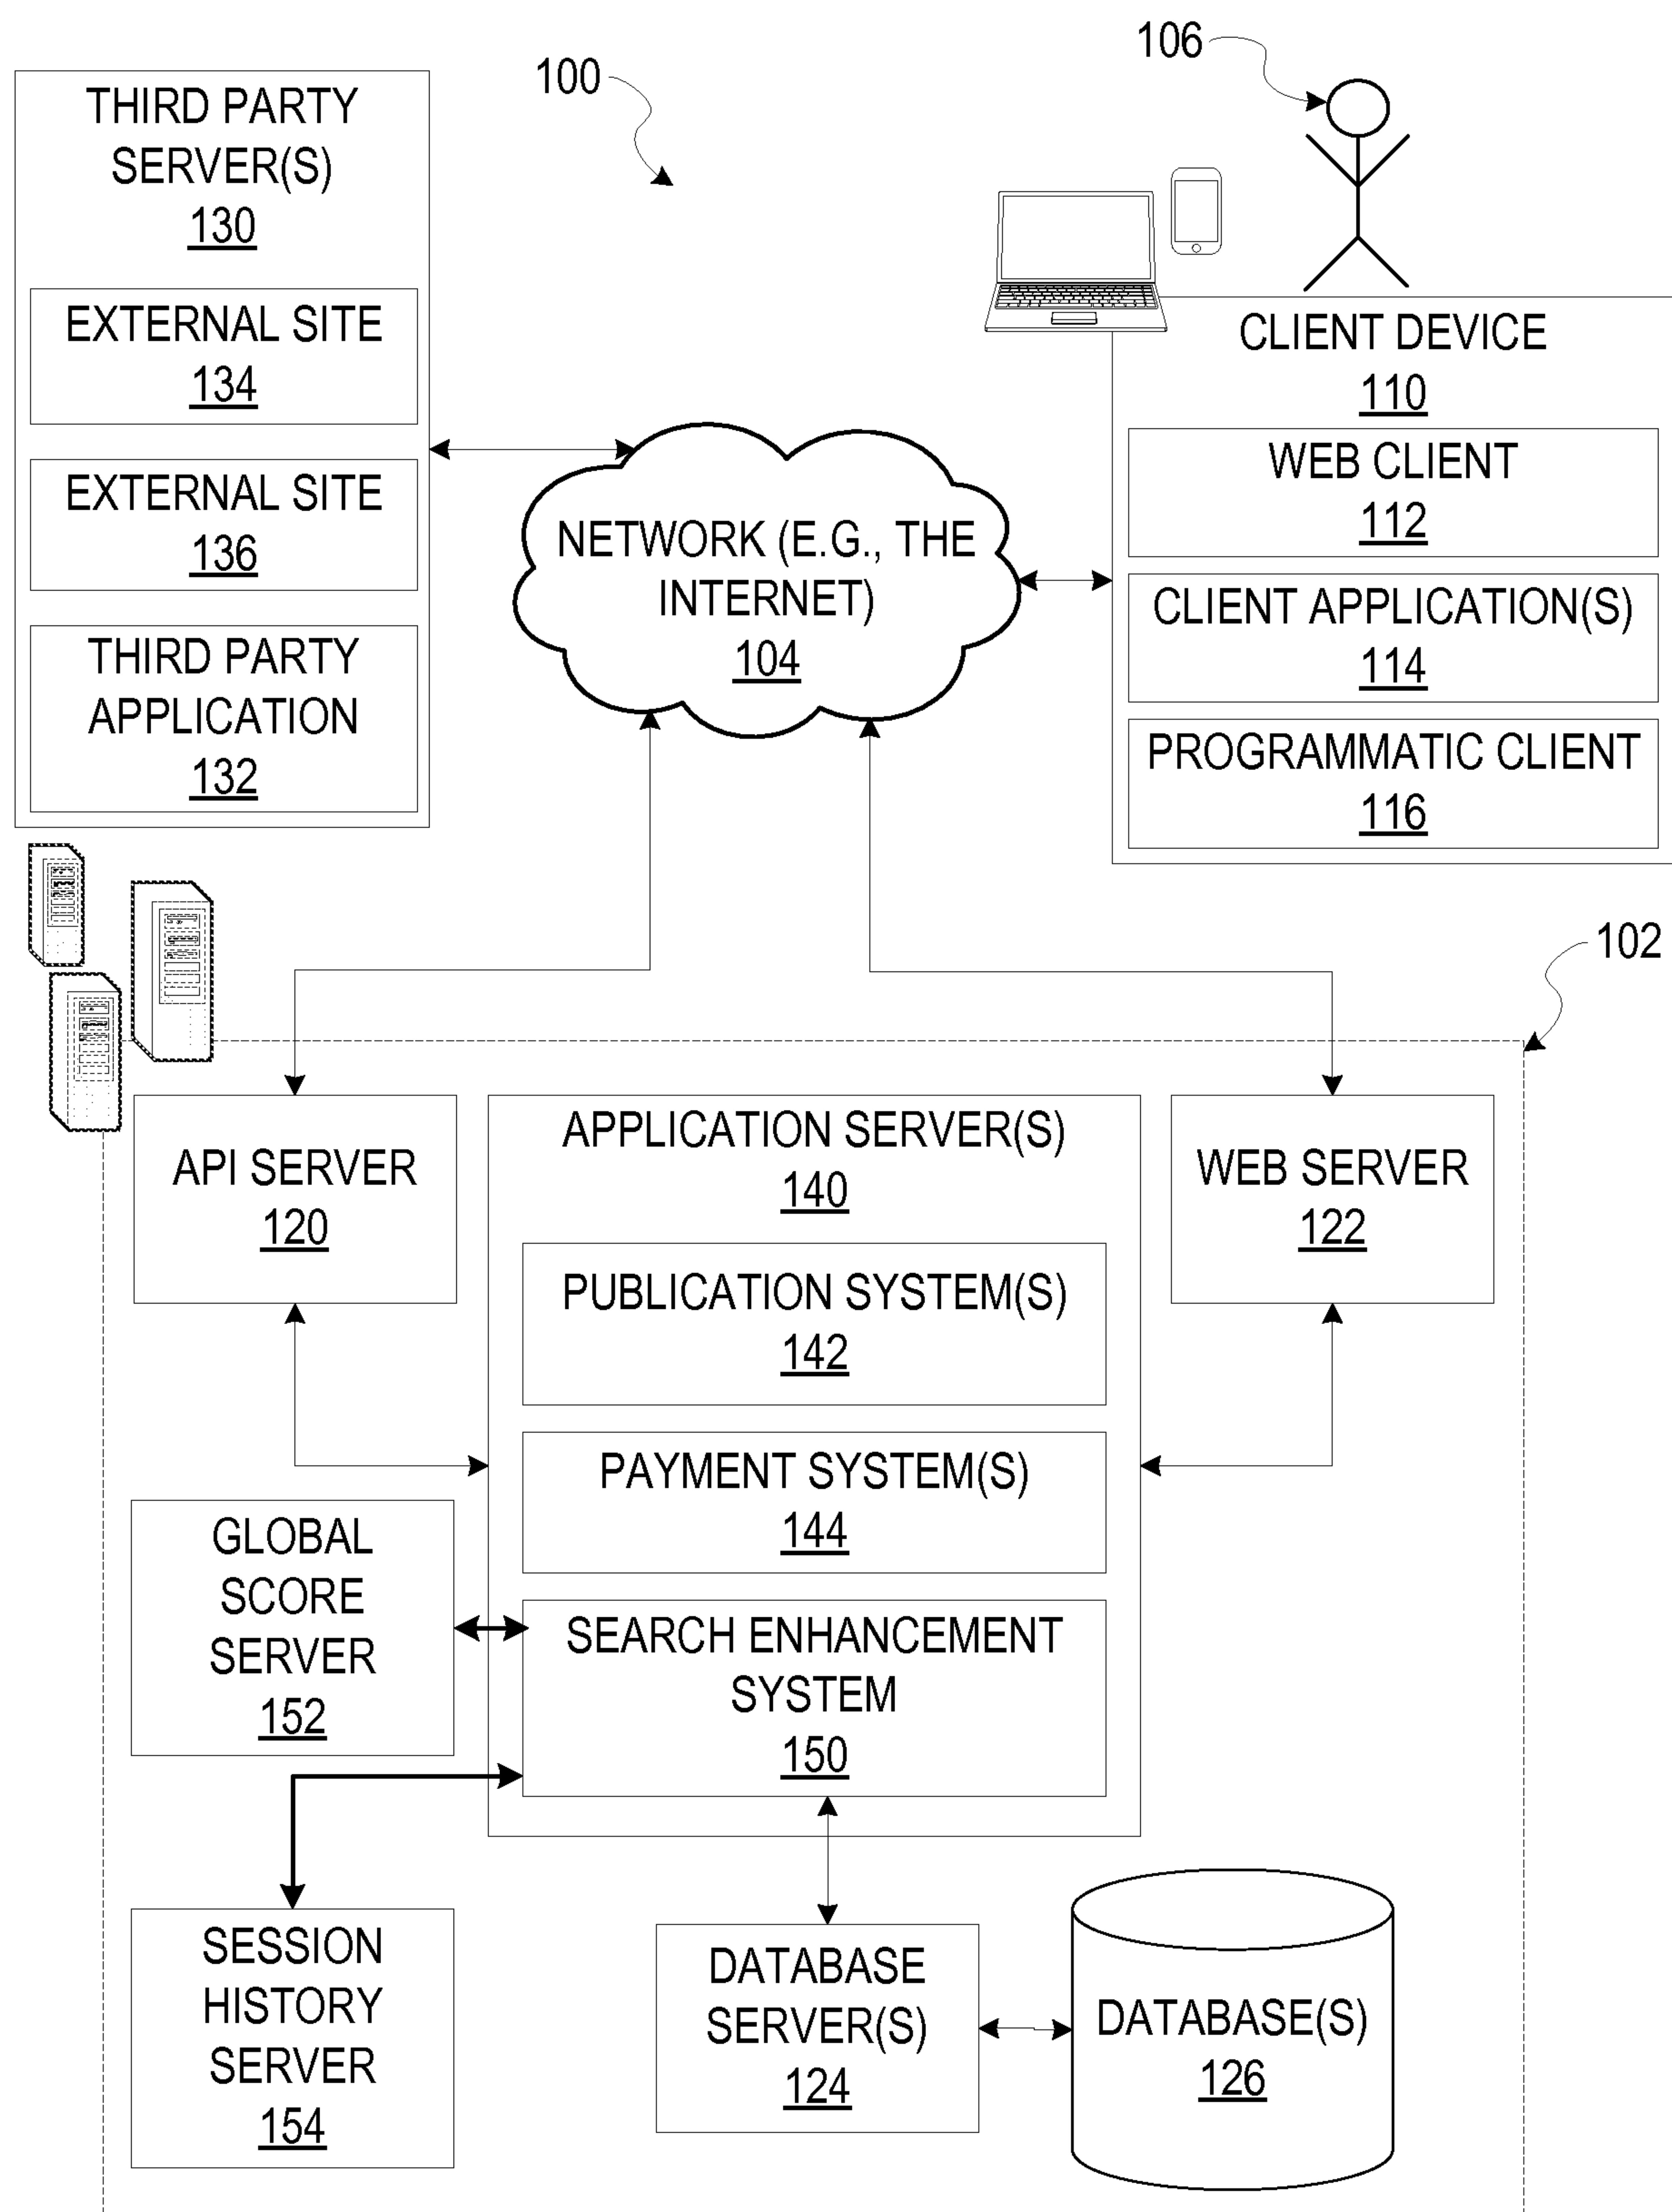 106
100
THIRD PARTY
SERVER(S)
130
EXTERNAL SITE
134
EXTERNAL SITE
136
THIRD PARTY
APPLICATION
132
NETWORK (E.G., THE
INTERNET)
104
CLIENT DEVICE
110
WEB CLIENT
112
CLIENT APPLICATION(S)
114
PROGRAMMATIC CLIENT
116
102
API SERVER
120
APPLICATION SERVER(S)
140
PUBLICATION SYSTEM(S)
142
PAYMENT SYSTEM(S)
144
SEARCH ENHANCEMENT
SYSTEM
150
WEB SERVER
122
GLOBAL
SCORE
SERVER
152
SESSION
HISTORY
SERVER
154
DATABASE
SERVER(S)
124
DATABASE(S)
126